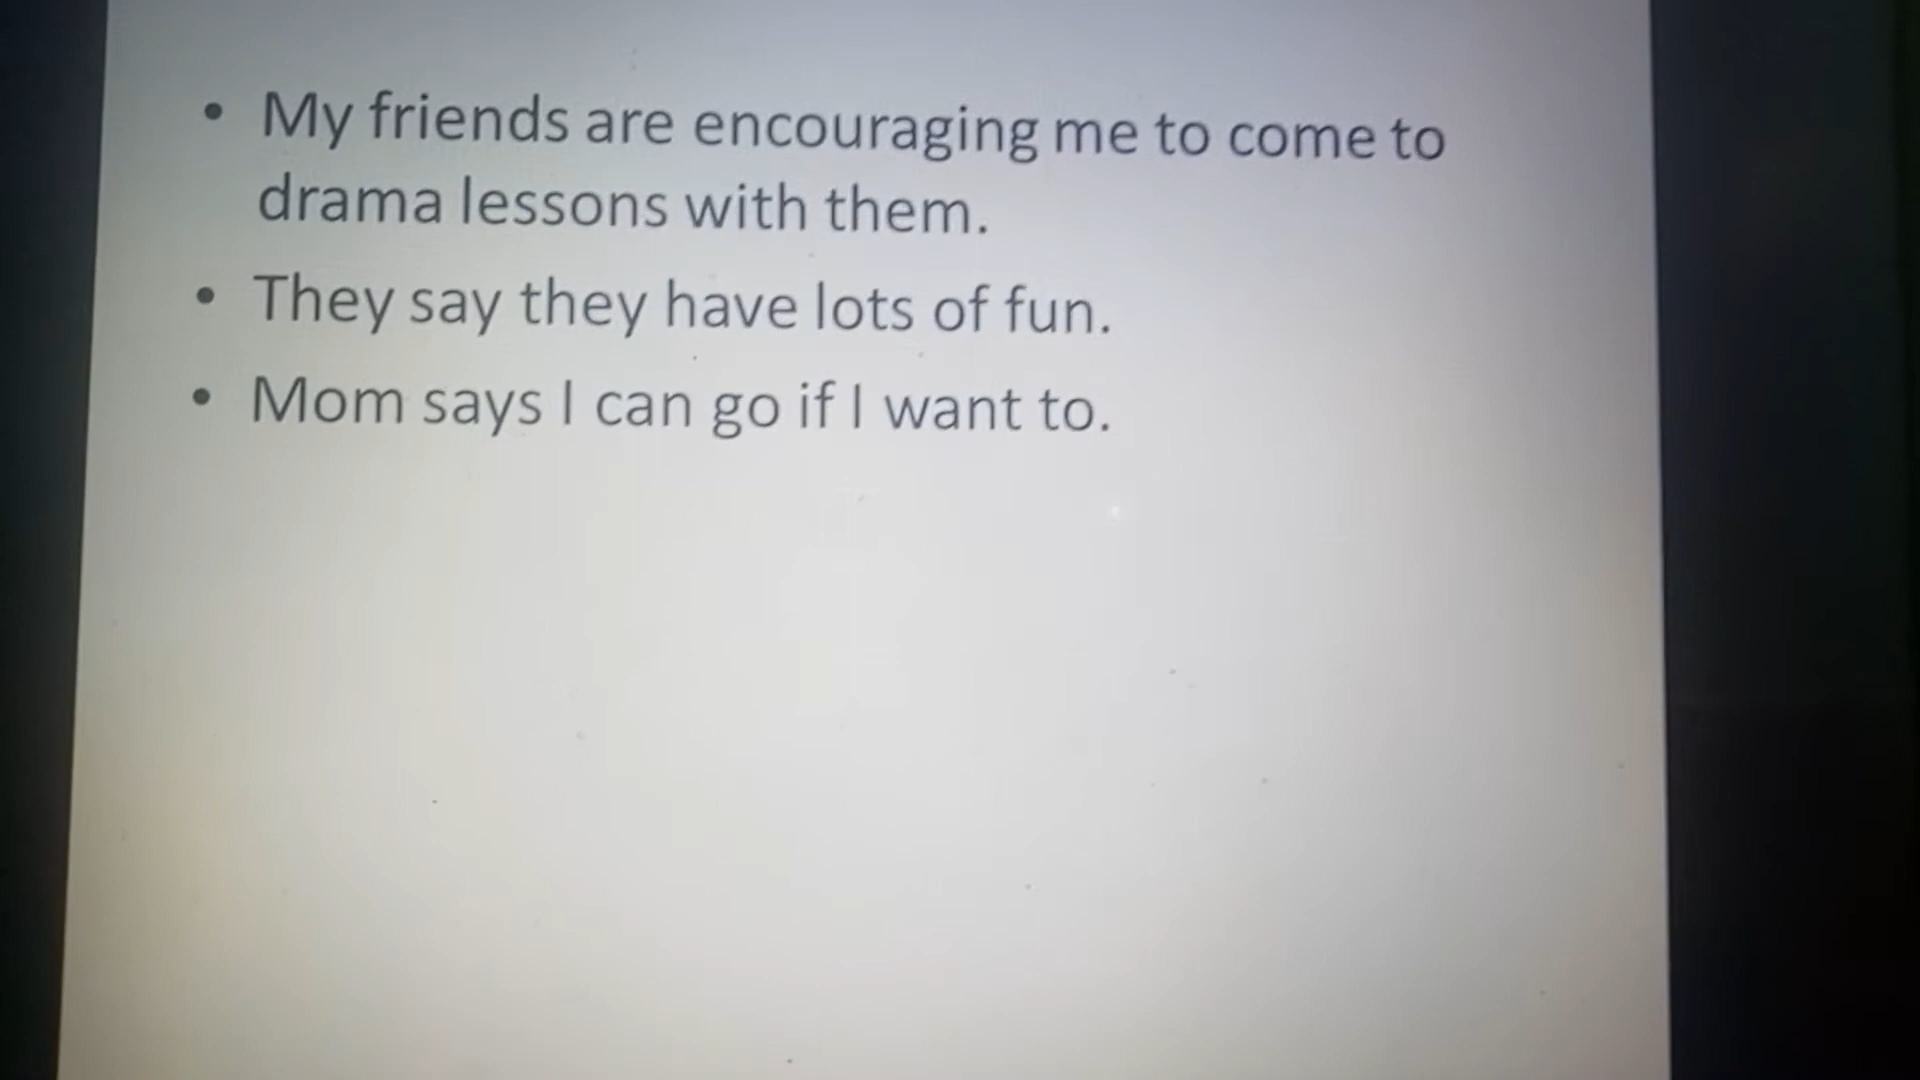 • My friends are encouraging me to come to
drama lessons with them.
• They say they have lots of fun.
• Mom says I can go if I want to.